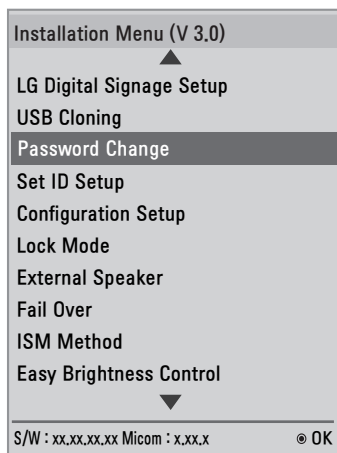 Installation Menu (V 3.0)
LG Digital Signage Setup
USB Cloning
Password Change
Set ID Setup
Configuration Setup
Lock Mode
External Speaker
Fail Over
ISM Method
Easy Brightness Control
S/W : xx.xx.xx.xx Micom : x.xx.x ◉ OK